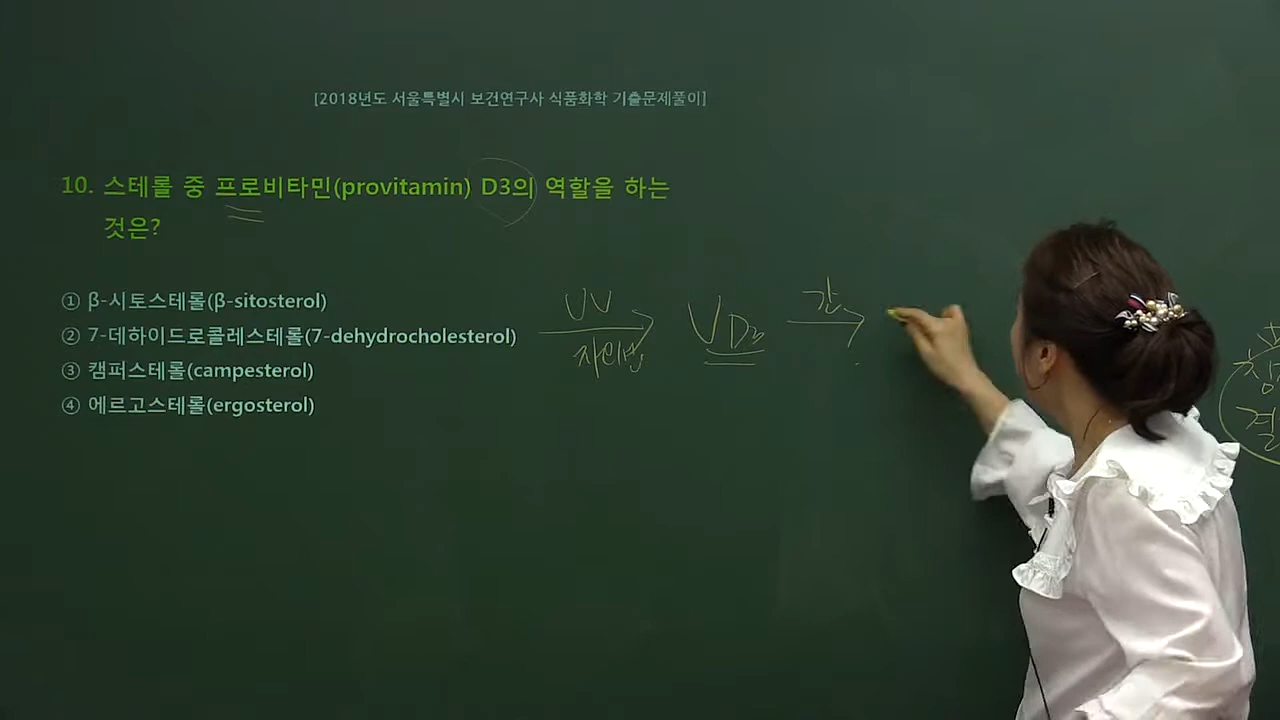 [2018년도 서울특별시 보건연구사 식품화학 기출문제풀이]
10. 스테롤 중 프로비타민(provitamin) D3의 역할을 하는
것은?
① β-시토스테롤(β-sitosterol)
② 7-데하이드로콜레스테롤(7-dehydrocholesterol)
③ 캠퍼스테롤(campesterol)
④ 에르고스테롤(ergosterol)
UV
자외선
VD3
간